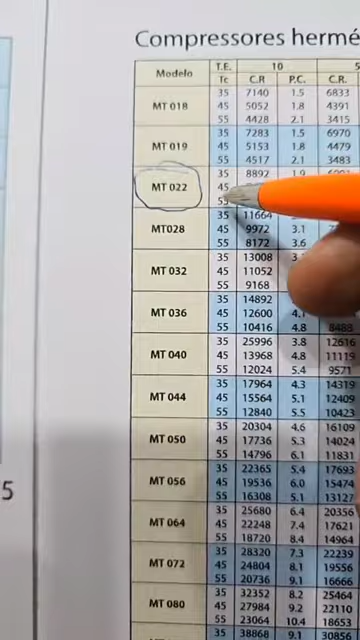 Compressores hermé
Modelo T.E. 10 5
Tc C.R P.C. C.R.
MT 018 35 7140 1.5 6833
45 5052 1.8 4391
55 4428 2.1 3415
MT 019 35 7283 1.5 6970
45 5153 1.8 4479
55 4517 2.1 3483
MT 022 35 8892 1.9
45
55
MT028 35 11664
45 9972 3.1
55 8172 3.6
MT 032 35 13008
45 11052
55 9168
MT 036 35 14892
45 12600 4.1
55 10416 4.8 8488
MT 040 35 25996 3.8 12616
45 13968 4.8 11119
55 12024 5.4 9571
MT 044 35 17964 4.3 14319
45 15564 5.1 12409
55 12840 5.5 10423
MT 050 35 20304 4.6 16109
45 17736 5.3 14024
55 14796 6.1 11831
MT 056 35 22365 5.4 17693
45 19536 6.0 15474
55 16308 5.1 13127
MT 064 35 25680 6.4 20356
45 22248 7.4 17621
55 18720 8.4 14964
MT 072 35 28320 7.3 22239
45 24804 8.1 19556
55 20736 9.1 16666
MT 080 35 32352 8.2 25464
45 27984 9.2 22110
55 23064 10.4 18653
35 38868 9.1 30850
5